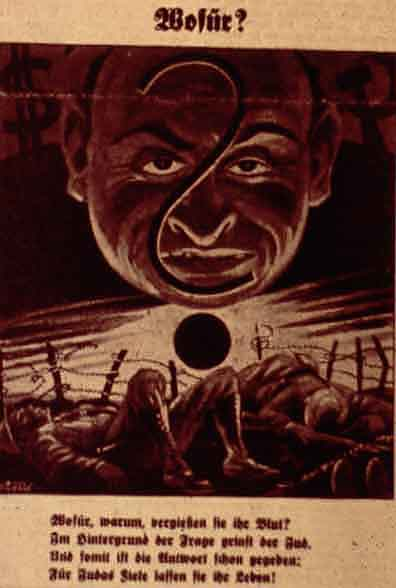 Wofür?
$
Wofür, warum, vergießen sie ihr Blut?
Im Hintergrund der Frage grinst der Jud.
Und somit ist die Antwort schon gegeben:
Für Judas Ziele lassen sie ihr Leben!